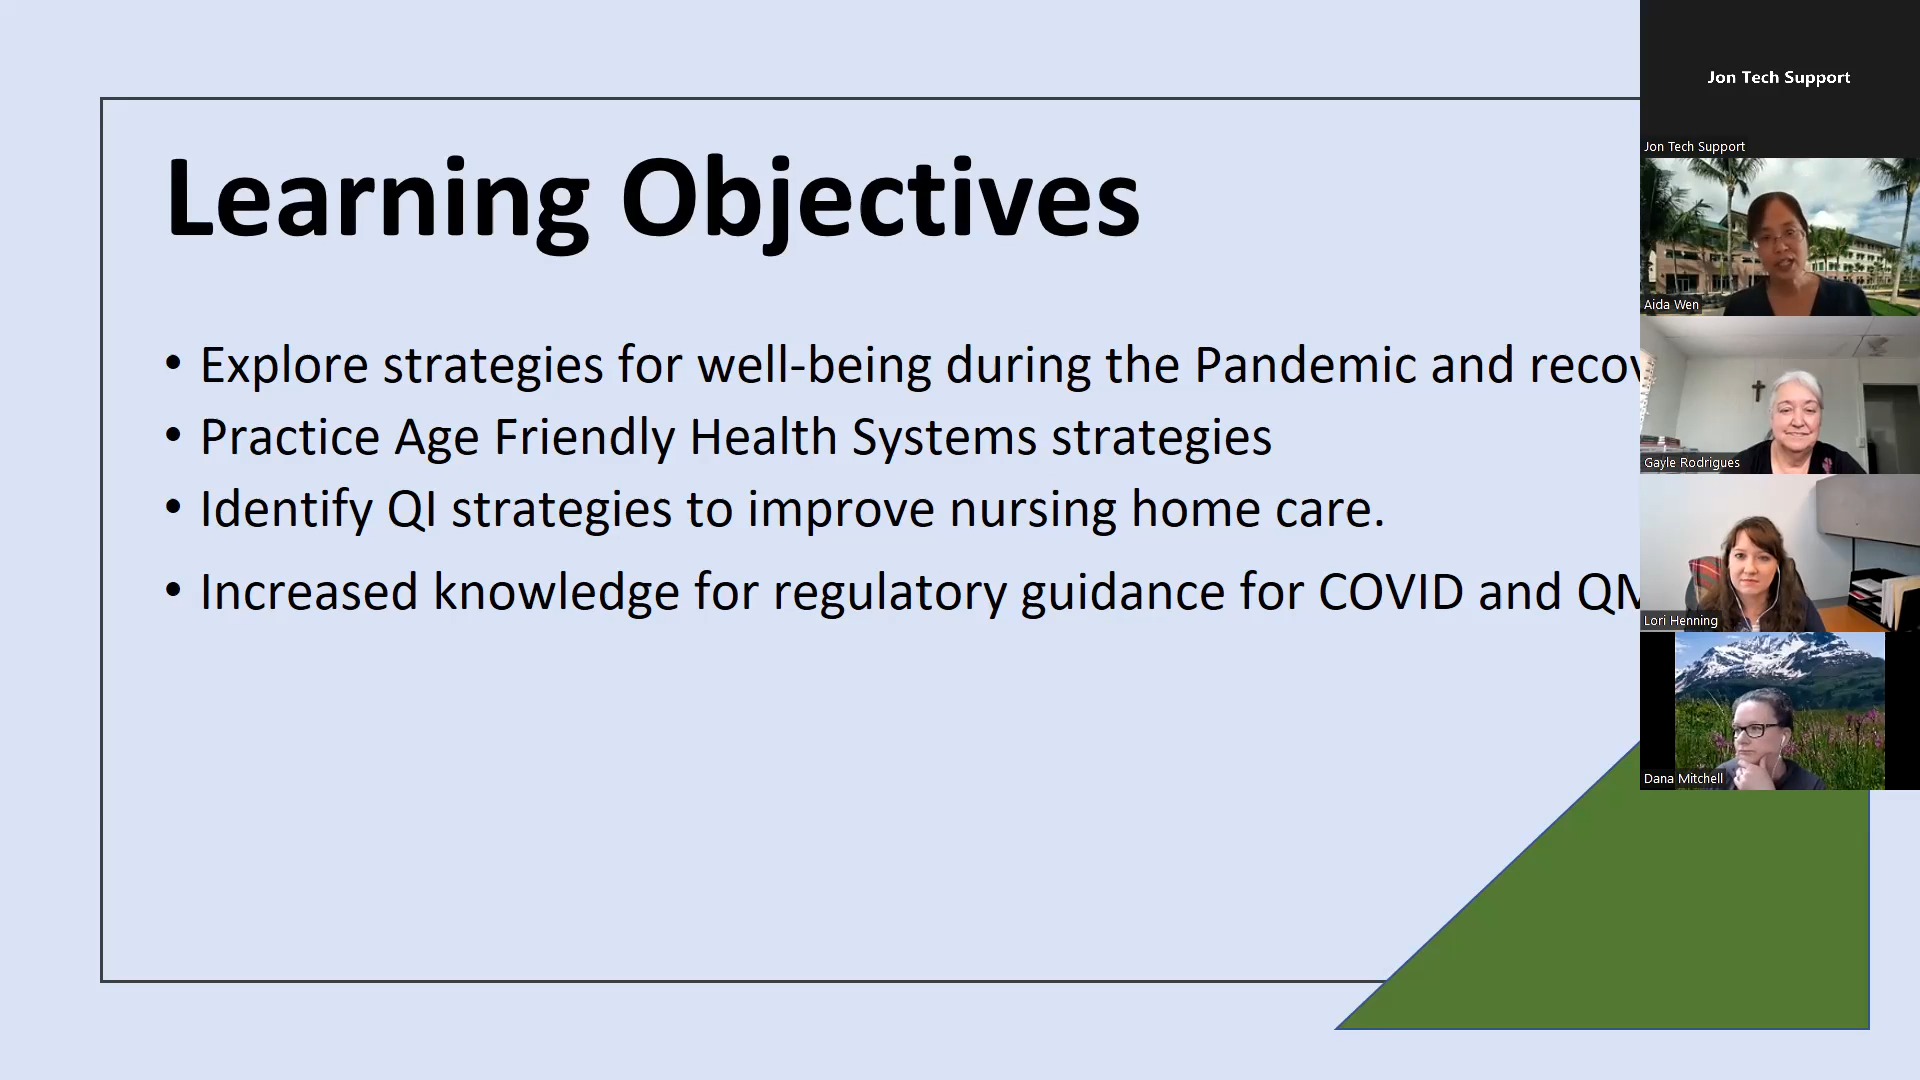 Learning Objectives
• Explore strategies for well-being during the Pandemic and
• Practice Age Friendly Health Systems strategies
• Identify QI strategies to improve nursing home care.
• Increased knowledge for regulatory guidance for COVID and
Jon Tech Support
Jon Tech Support
Aida Wen
Gayle Rodrigues
Lori Henning
Dana Mitchell